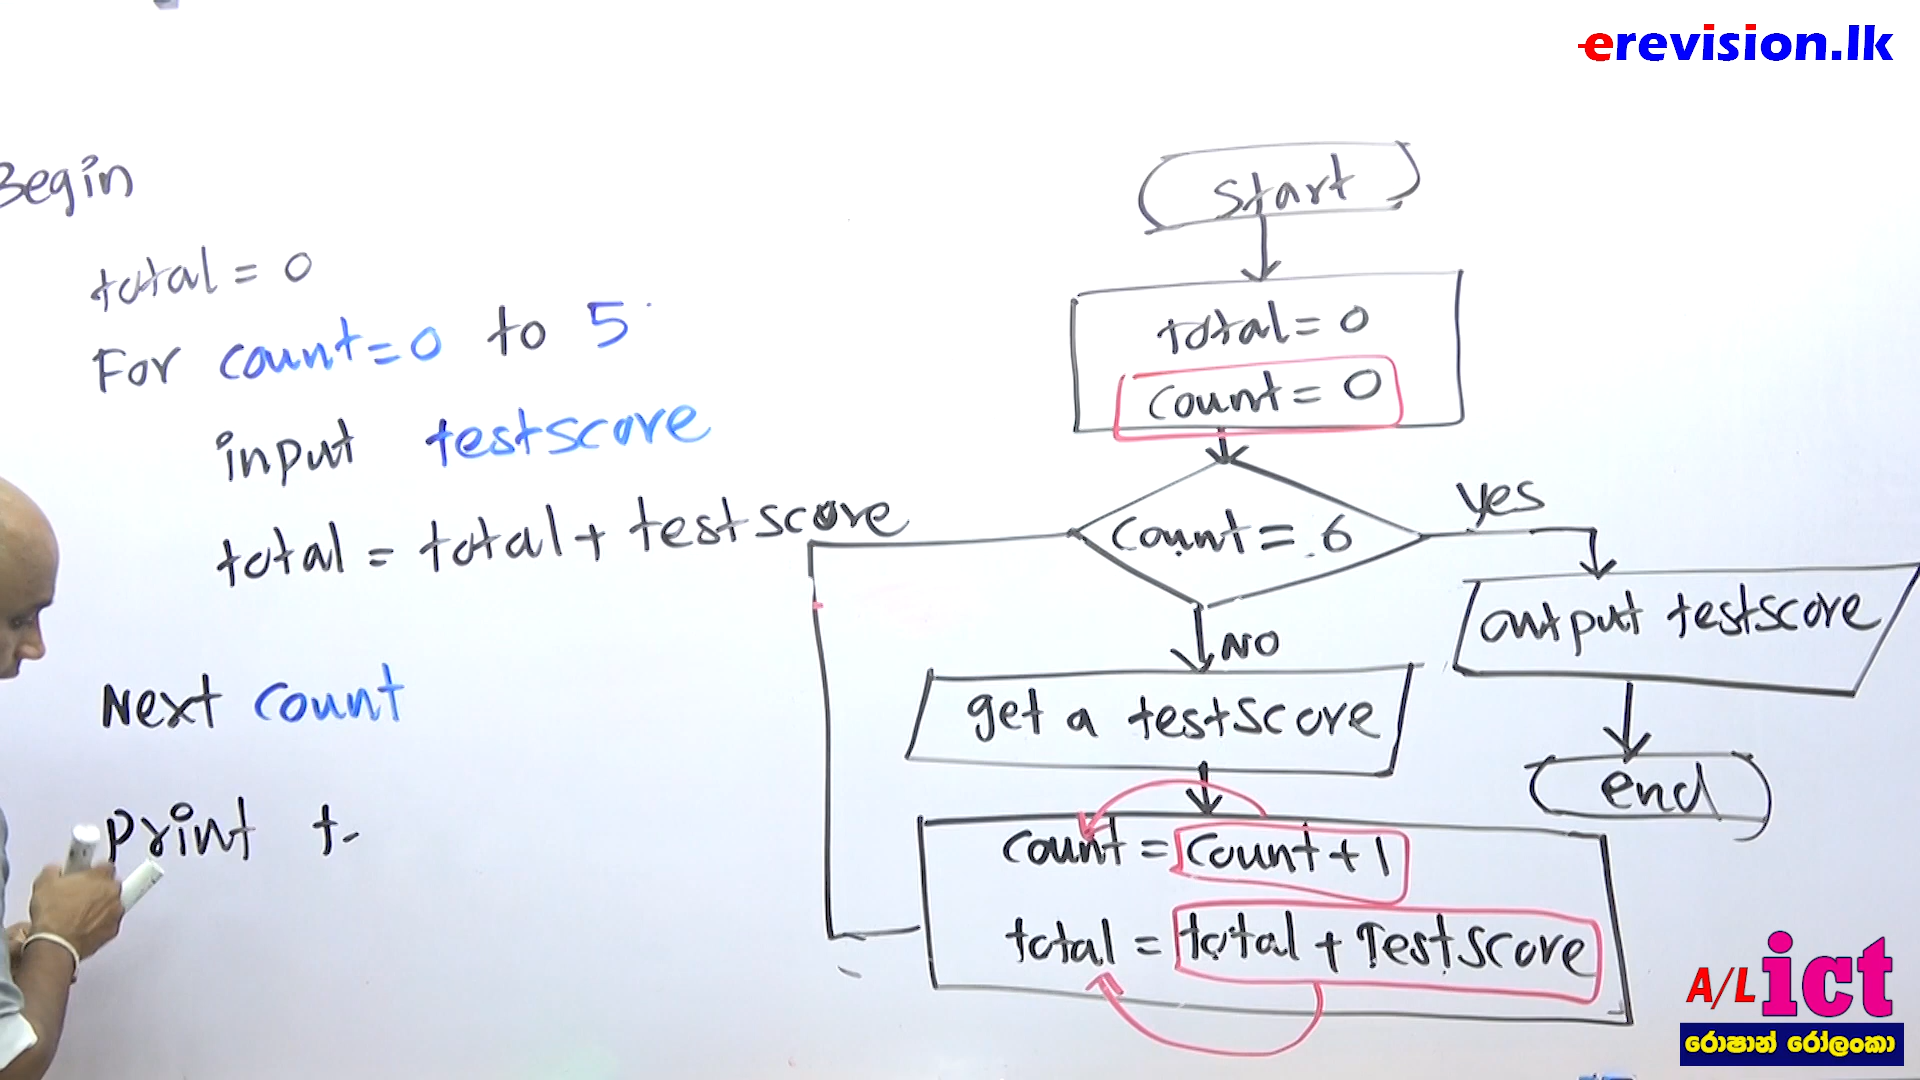 erevision.lk
Begin
total = 0
For count=0 to 5
input testscore
total = total + testscore
Next count
print t
start
total = 0
count = 0
count = 6
yes
NO
output testscore
end
get a testscore
count = count + 1
total = total + Testscore
A/L ict
රොෂාන් රෝලංකා